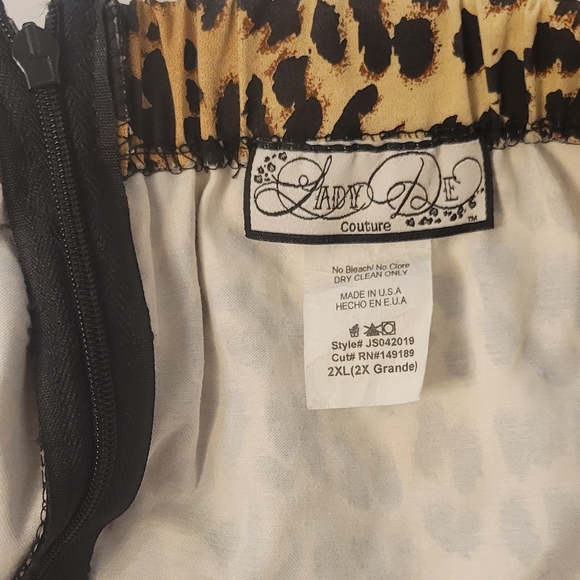 Lady De
Couture
TM
No Bleach/ No Clore
DRY CLEAN ONLY
MADE IN U.S.A
HECHO EN E.U.A
Style# JS042019
Cut# RN#149189
2XL(2X Grande)